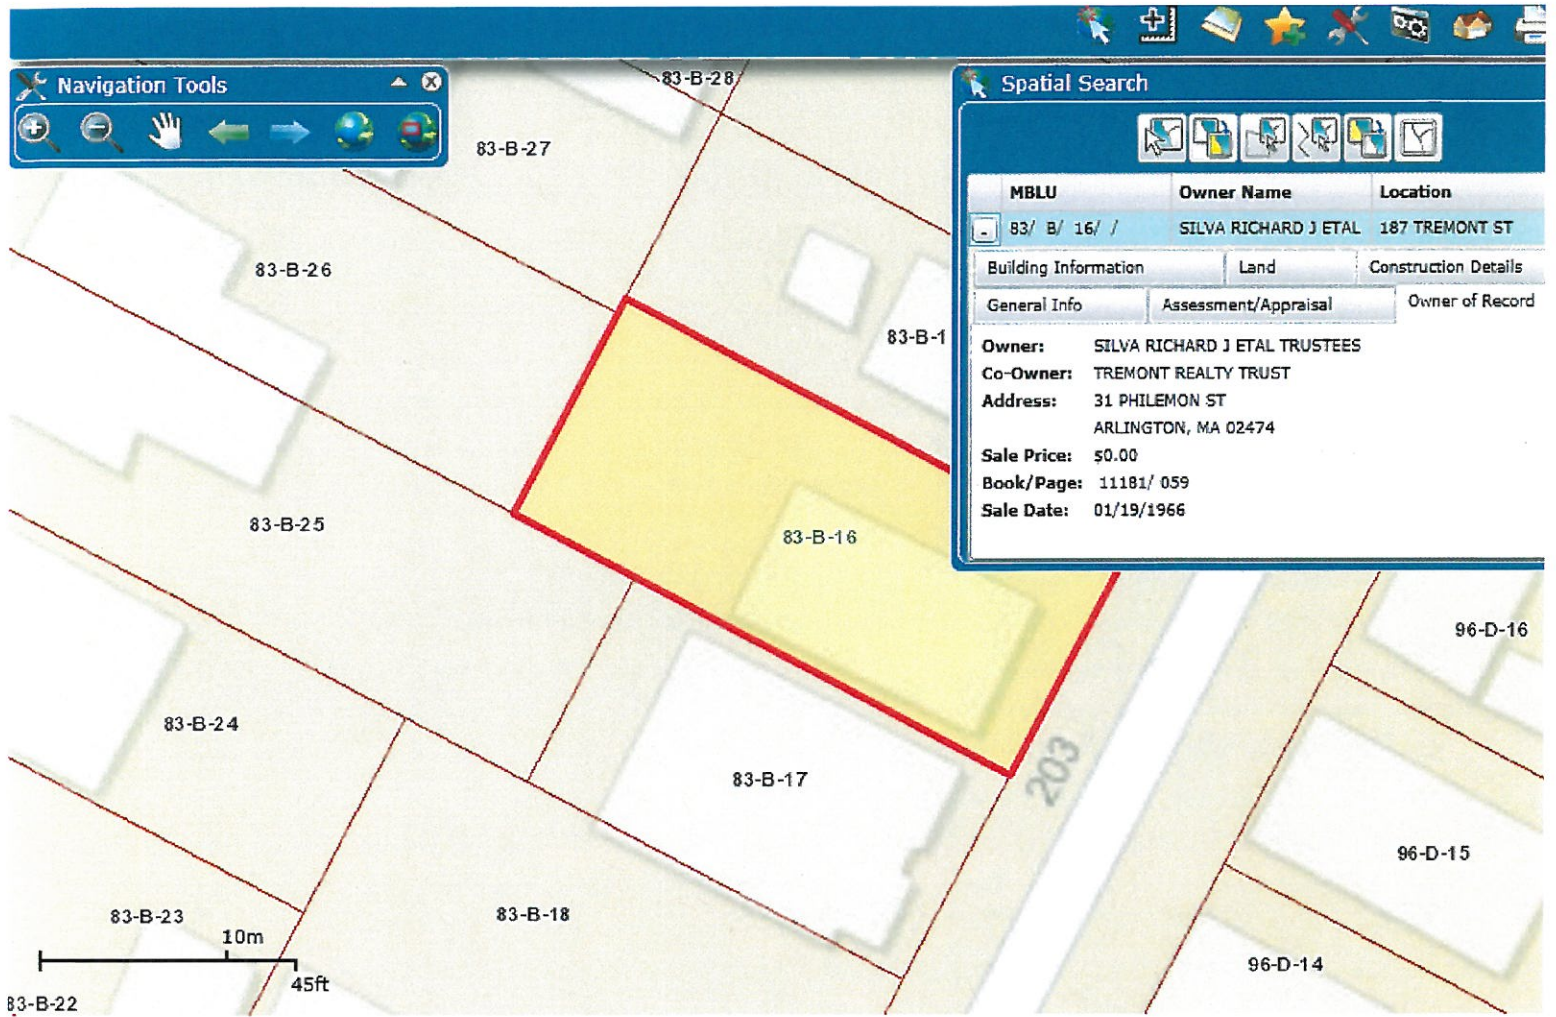 Navigation Tools
Spatial Search
MBLU Owner Name Location
- 83/ B/ 16/ / SILVA RICHARD J ETAL 187 TREMONT ST
Building Information Land Construction Details
General Info Assessment/Appraisal Owner of Record
Owner: SILVA RICHARD J ETAL TRUSTEES
Co-Owner: TREMONT REALTY TRUST
Address: 31 PHILEMON ST
ARLINGTON, MA 02474
Sale Price: $0.00
Book/Page: 11181/ 059
Sale Date: 01/19/1966
83-B-28
83-B-27
83-B-26
83-B-1
83-B-25
83-B-16
96-D-16
83-B-24
83-B-17
203
96-D-15
83-B-23
83-B-18
10m
96-D-14
45ft
83-B-22